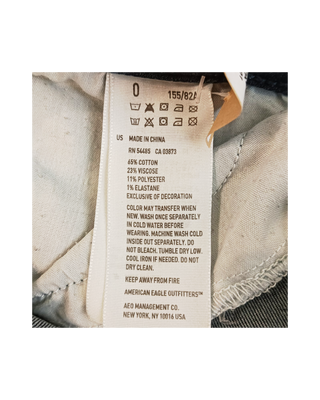 0 155/82A
US MADE IN CHINA
RN 54485 CA 03873
65% COTTON
23% VISCOSE
11% POLYESTER
1% ELASTANE
EXCLUSIVE OF DECORATION
COLOR MAY TRANSFER WHEN
NEW. WASH ONCE SEPARATELY
IN COLD WATER BEFORE
WEARING. MACHINE WASH COLD
INSIDE OUT SEPARATELY. DO
NOT BLEACH. TUMBLE DRY LOW.
COOL IRON IF NEEDED. DO NOT
DRY CLEAN.
KEEP AWAY FROM FIRE
AMERICAN EAGLE OUTFITTERS™
AEO MANAGEMENT CO.
NEW YORK, NY 10016 USA